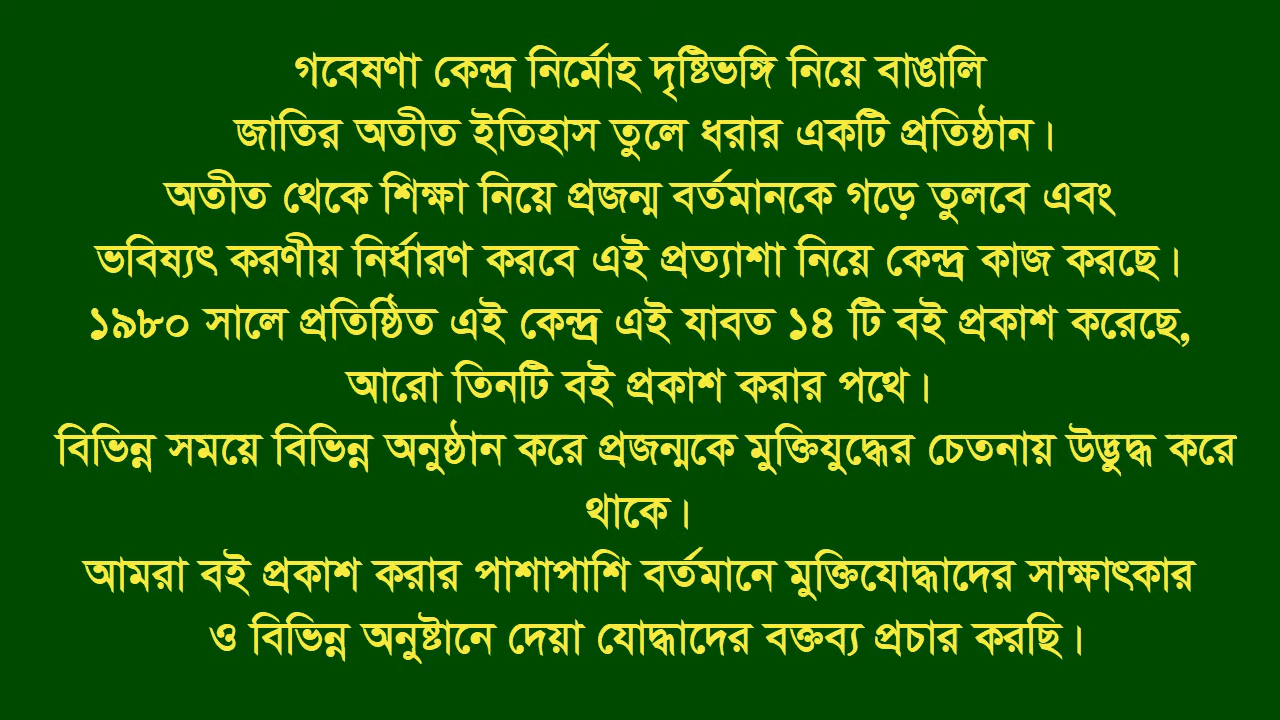 গবেষণা কেন্দ্র নির্মোহ দৃষ্টিভঙ্গি নিয়ে বাঙালি
জাতির অতীত ইতিহাস তুলে ধরার একটি প্রতিষ্ঠান।
অতীত থেকে শিক্ষা নিয়ে প্রজন্ম বর্তমানকে গড়ে তুলবে এবং
ভবিষ্যৎ করণীয় নির্ধারণ করবে এই প্রত্যাশা নিয়ে কেন্দ্র কাজ করছে।
১৯৮০ সালে প্রতিষ্ঠিত এই কেন্দ্র এই যাবত ১৪ টি বই প্রকাশ করেছে,
আরো তিনটি বই প্রকাশ করার পথে।
বিভিন্ন সময়ে বিভিন্ন অনুষ্ঠান করে প্রজন্মকে মুক্তিযুদ্ধের চেতনায় উদ্ভুদ্ধ করে
থাকে।
আমরা বই প্রকাশ করার পাশাপাশি বর্তমানে মুক্তিযোদ্ধাদের সাক্ষাৎকার
ও বিভিন্ন অনুষ্টানে দেয়া যোদ্ধাদের বক্তব্য প্রচার করছি।